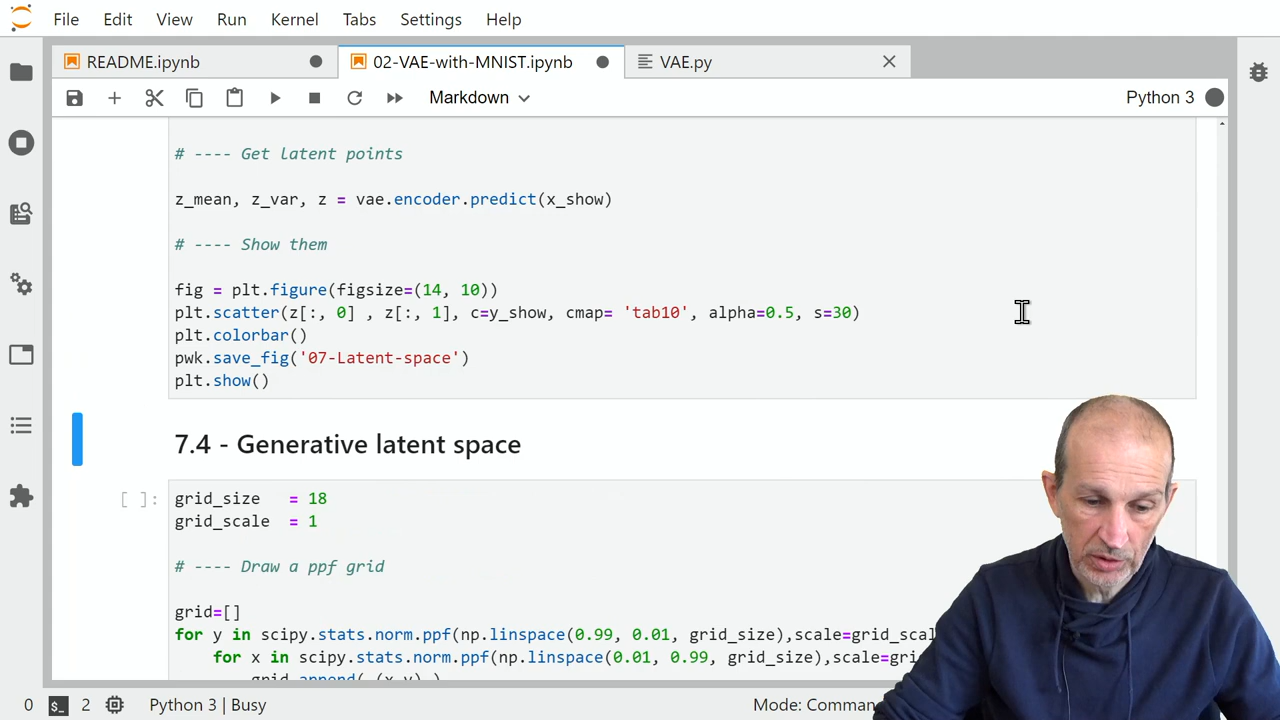 File Edit View Run Kernel Tabs Settings Help
README.ipynb 02-VAE-with-MNIST.ipynb VAE.py
Markdown Python 3
# ---- Get latent points
z_mean, z_var, z = vae.encoder.predict(x_show)
# ---- Show them
fig = plt.figure(figsize=(14, 10))
plt.scatter(z[:, 0] , z[:, 1], c=y_show, cmap= 'tab10', alpha=0.5, s=30)
plt.colorbar()
pwk.save_fig('07-Latent-space')
plt.show()
7.4 - Generative latent space
[ ]: grid_size = 18
grid_scale = 1
# ---- Draw a ppf grid
grid=[]
for y in scipy.stats.norm.ppf(np.linspace(0.99, 0.01, grid_size),scale=grid_scal
for x in scipy.stats.norm.ppf(np.linspace(0.01, 0.99, grid_size),scale=gri
grid.append( (x,y) )
0 $_ 2 Python 3 | Busy Mode: Comman